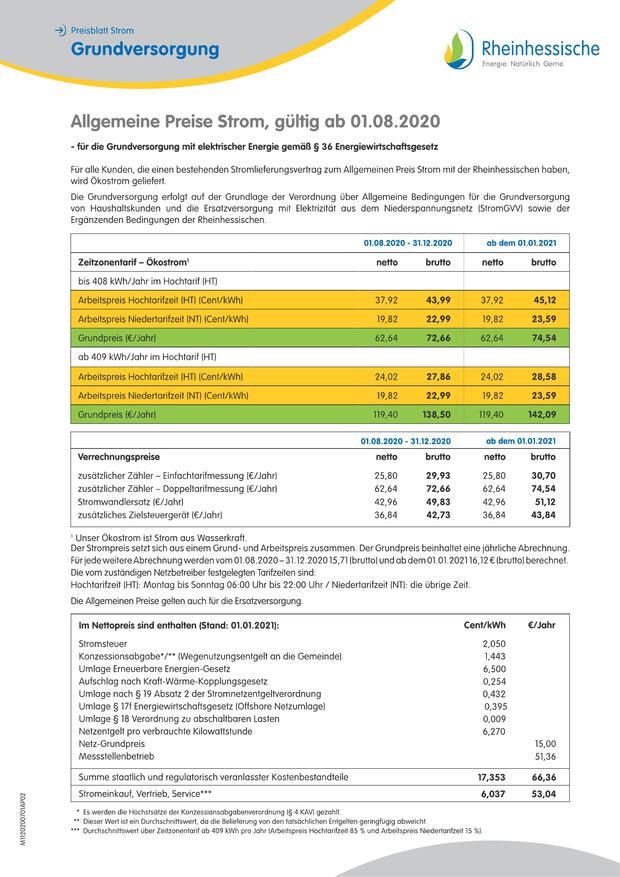 Preisblatt Strom
Grundversorgung
Rheinhessische
Energie. Natürlich. Gerne.
Allgemeine Preise Strom, gültig ab 01.08.2020
- für die Grundversorgung mit elektrischer Energie gemäß § 36 Energiewirtschaftsgesetz
Für alle Kunden, die einen bestehenden Stromlieferungsvertrag zum Allgemeinen Preis Strom mit der Rheinhessischen haben,
wird Ökostrom geliefert.
Die Grundversorgung erfolgt auf der Grundlage der Verordnung über Allgemeine Bedingungen für die Grundversorgung
von Haushaltskunden und die Ersatzversorgung mit Elektrizität aus dem Niederspannungsnetz (StromGVV) sowie der
Ergänzenden Bedingungen der Rheinhessischen.
01.08.2020 - 31.12.2020 ab dem 01.01.2021
Zeitzonentarif – Ökostrom¹ netto brutto netto brutto
bis 408 kWh/Jahr im Hochtarif (HT)
Arbeitspreis Hochtarifzeit (HT) (Cent/kWh) 37,92 43,99 37,92 45,12
Arbeitspreis Niedertarifzeit (NT) (Cent/kWh) 19,82 22,99 19,82 23,59
Grundpreis (€/Jahr) 62,64 72,66 62,64 74,54
ab 409 kWh/Jahr im Hochtarif (HT)
Arbeitspreis Hochtarifzeit (HT) (Cent/kWh) 24,02 27,86 24,02 28,58
Arbeitspreis Niedertarifzeit (NT) (Cent/kWh) 19,82 22,99 19,82 23,59
Grundpreis (€/Jahr) 119,40 138,50 119,40 142,09
01.08.2020 - 31.12.2020 ab dem 01.01.2021
Verrechnungspreise netto brutto netto brutto
zusätzlicher Zähler – Einfachtarifmessung (€/Jahr) 25,80 29,93 25,80 30,70
zusätzlicher Zähler – Doppeltarifmessung (€/Jahr) 62,64 72,66 62,64 74,54
Stromwandlersatz (€/Jahr) 42,96 49,83 42,96 51,12
zusätzliches Zielsteuergerät (€/Jahr) 36,84 42,73 36,84 43,84
¹ Unser Ökostrom ist Strom aus Wasserkraft.
Der Strompreis setzt sich aus einem Grund- und Arbeitspreis zusammen. Der Grundpreis beinhaltet eine jährliche Abrechnung.
Für jede weitere Abrechnung werden vom 01.08.2020 – 31.12.2020 15,71 (brutto) und ab dem 01.01.2021 16,12 € (brutto) berechnet.
Die vom zuständigen Netzbetreiber festgelegten Tarifzeiten sind:
Hochtarifzeit (HT): Montag bis Sonntag 06:00 Uhr bis 22:00 Uhr / Niedertarifzeit (NT): die übrige Zeit.
Die Allgemeinen Preise gelten auch für die Ersatzversorgung.
Im Nettopreis sind enthalten (Stand: 01.01.2021): Cent/kWh €/Jahr
Stromsteuer 2,050
Konzessionsabgabe*/** (Wegenutzungsentgelt an die Gemeinde) 1,443
Umlage Erneuerbare Energien-Gesetz 6,500
Aufschlag nach Kraft-Wärme-Kopplungsgesetz 0,254
Umlage nach § 19 Absatz 2 der Stromnetzentgeltverordnung 0,432
Umlage § 17f Energiewirtschaftsgesetz (Offshore Netzumlage) 0,395
Umlage § 18 Verordnung zu abschaltbaren Lasten 0,009
Netzentgelt pro verbrauchte Kilowattstunde 6,270
Netz-Grundpreis 15,00
Messstellenbetrieb 51,36
Summe staatlich und regulatorisch veranlasster Kostenbestandteile 17,353 66,36
Stromeinkauf, Vertrieb, Service*** 6,037 53,04
* Es werden die Höchstsätze der Konzessionsabgabenverordnung (§ 4 KAV) gezahlt.
** Dieser Wert ist ein Durchschnittswert, da die Belieferung von den tatsächlichen Entgelten geringfügig abweicht.
*** Durchschnittswert über Zeitzonentarif ab 409 kWh pro Jahr (Arbeitspreis Hochtarifzeit 85 % und Arbeitspreis Niedertarifzeit 15 %).
M1120200701AP02